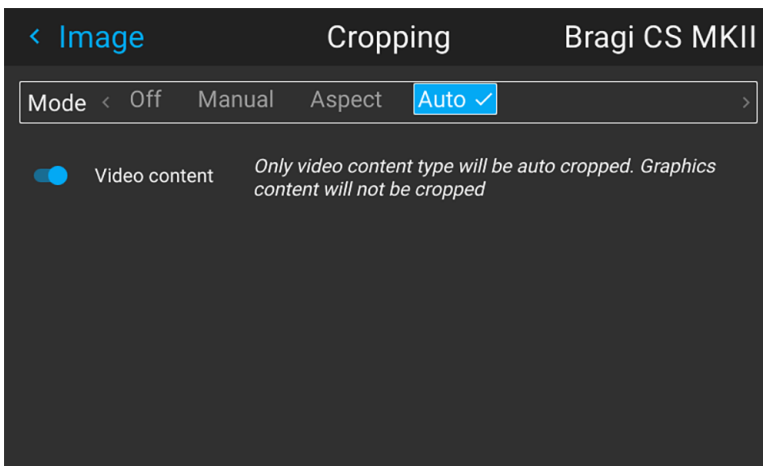 Image Cropping Bragi CS MKII
Mode Off Manual Aspect Auto
Video content Only video content type will be auto cropped. Graphics
content will not be cropped